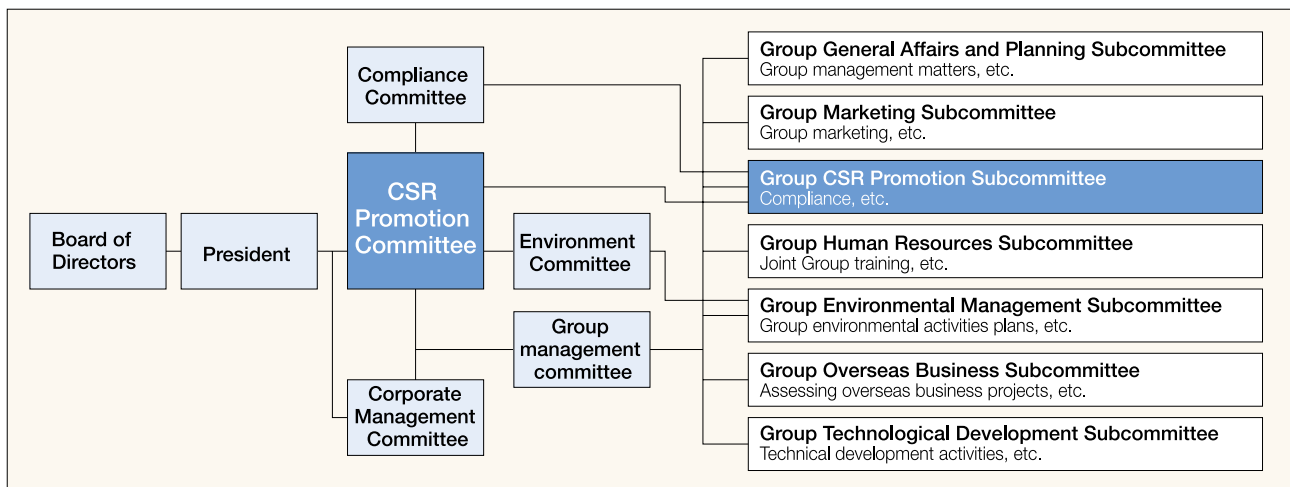 Board of
Directors
President
Compliance
Committee
CSR
Promotion
Committee
Corporate
Management
Committee
Environment
Committee
Group
management
committee
Group General Affairs and Planning Subcommittee
Group management matters, etc.
Group Marketing Subcommittee
Group marketing, etc.
Group CSR Promotion Subcommittee
Compliance, etc.
Group Human Resources Subcommittee
Joint Group training, etc.
Group Environmental Management Subcommittee
Group environmental activities plans, etc.
Group Overseas Business Subcommittee
Assessing overseas business projects, etc.
Group Technological Development Subcommittee
Technical development activities, etc.